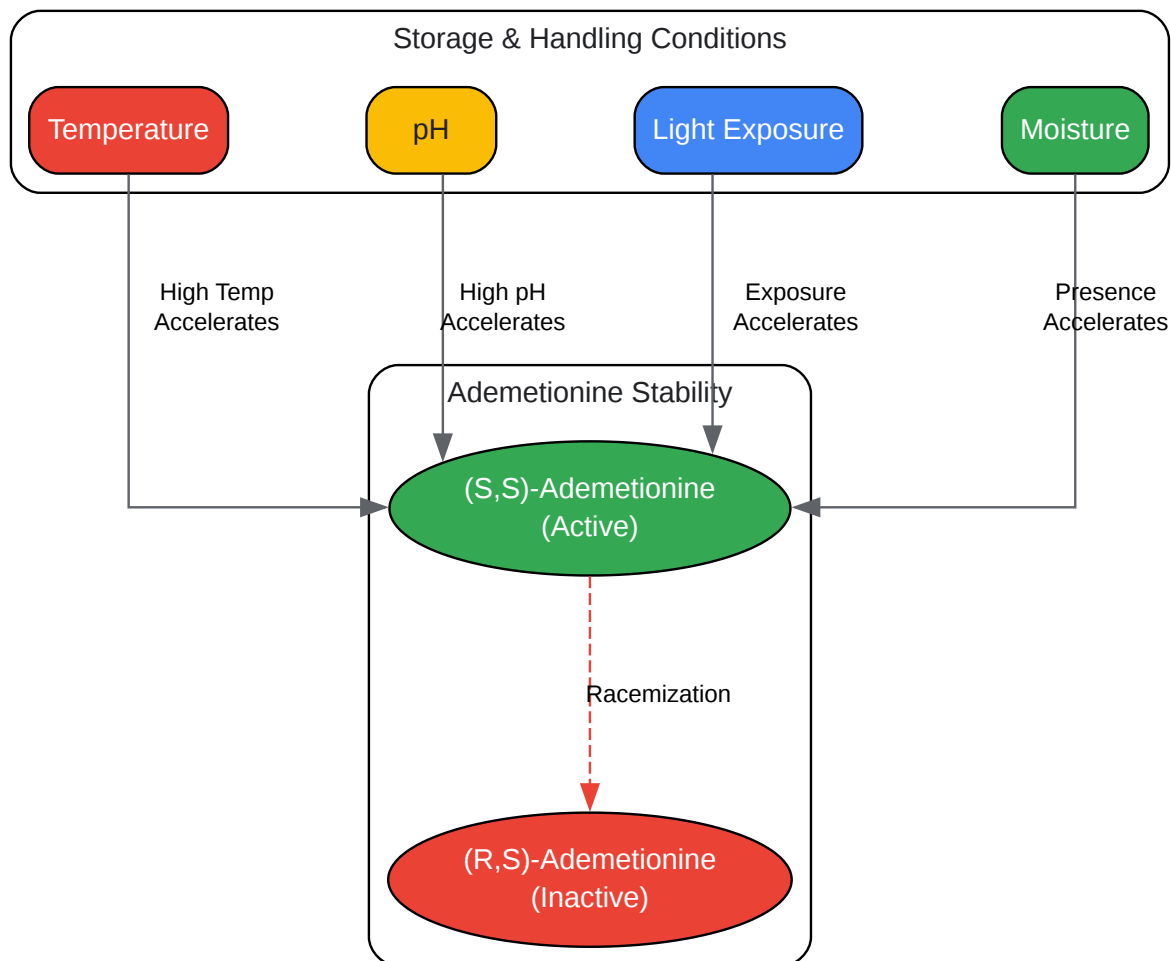 Storage & Handling Conditions
Temperature
pH
Light Exposure
Moisture
High Temp
Accelerates
High pH
Accelerates
Exposure
Accelerates
Presence
Accelerates
Ademetionine Stability
(S,S)-Ademetionine
(Active)
Racemization
(R,S)-Ademetionine
(Inactive)